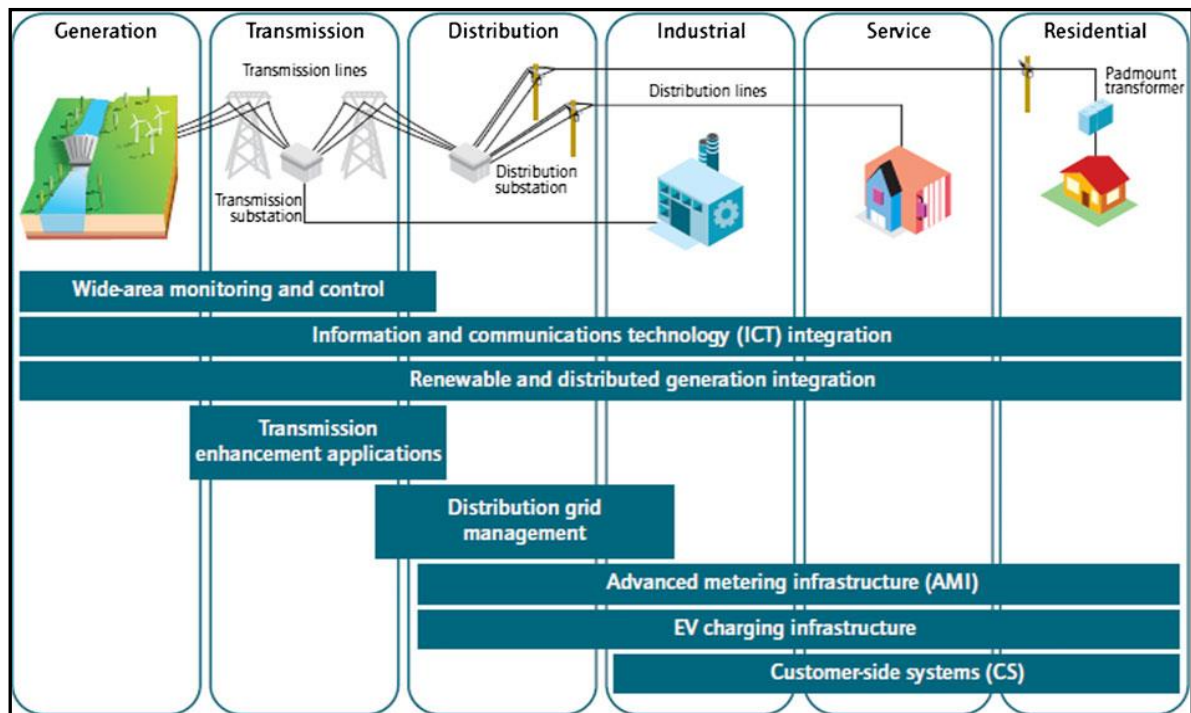 Generation
Transmission
Distribution
Industrial
Service
Residential
Transmission lines
Padmount
transformer
Distribution lines
Distribution
substation
Transmission
substation
Wide-area monitoring and control
Information and communications technology (ICT) integration
Renewable and distributed generation integration
Transmission
enhancement applications
Distribution grid
management
Advanced metering infrastructure (AMI)
EV charging infrastructure
Customer-side systems (CS)